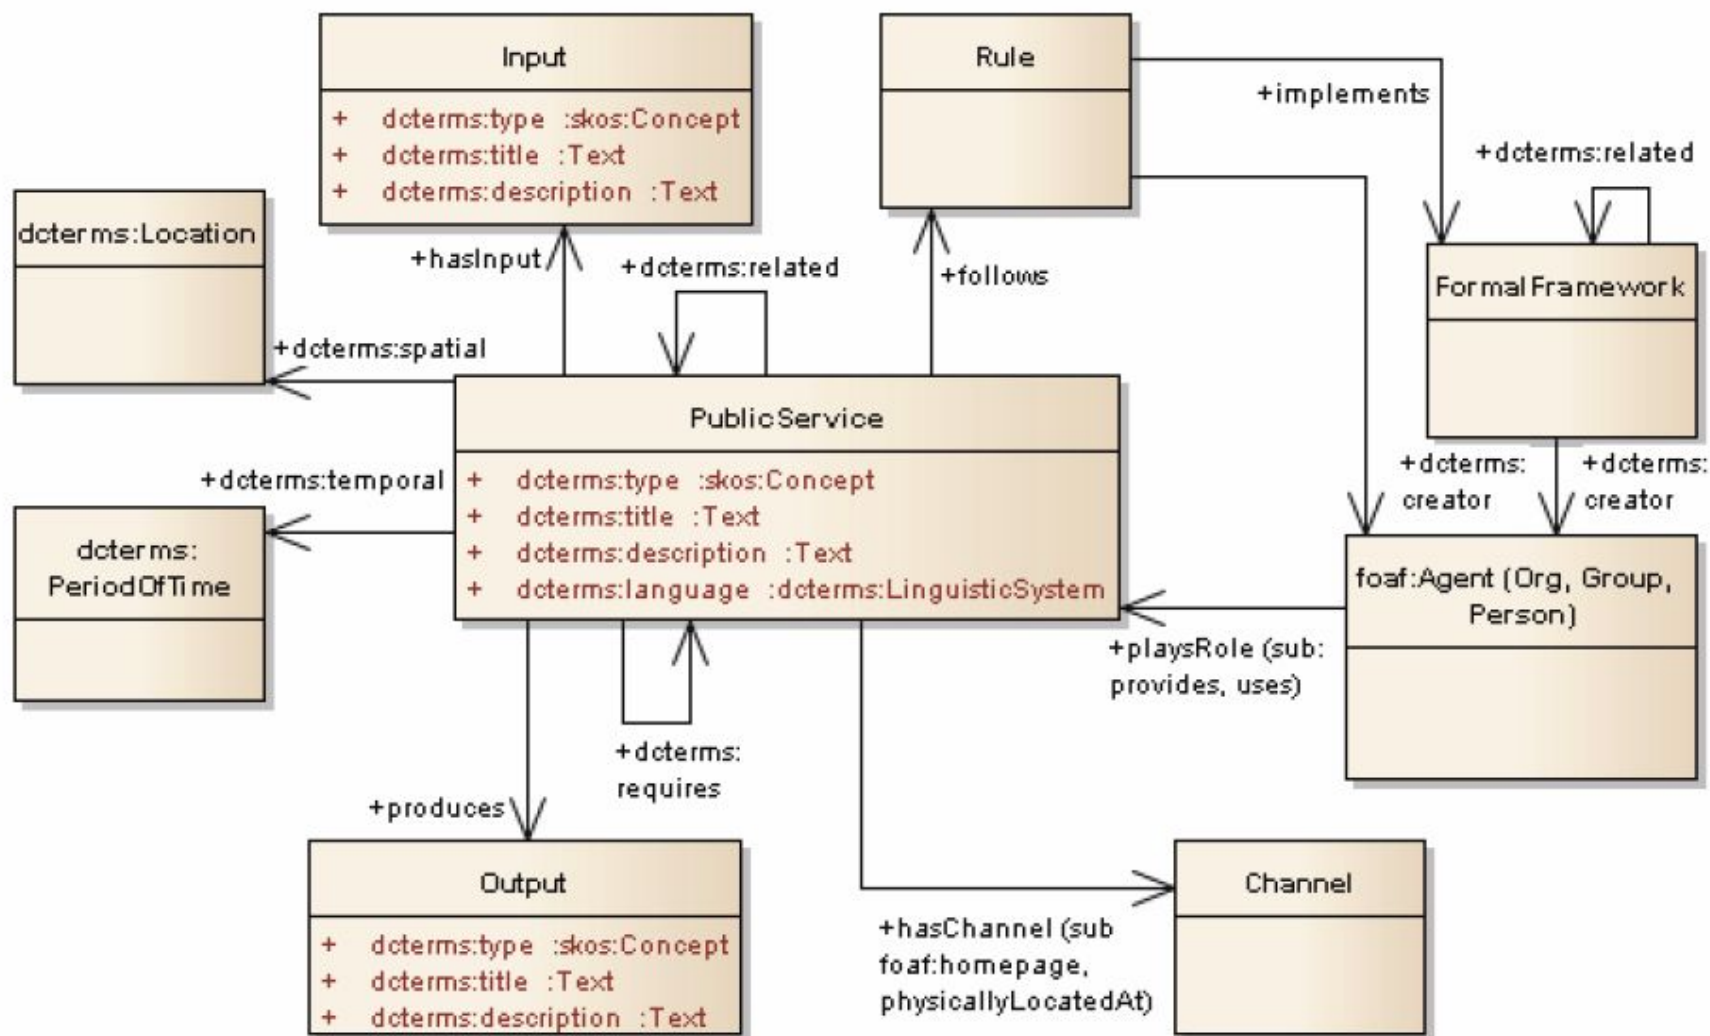 Input
+ dcterms:type :skos:Concept
+ dcterms:title :Text
+ dcterms:description :Text
Rule
+implements
+dcterms:related
dcterms:Location
+hasInput
+dcterms:related
+follows
FormalFramework
+dcterms:spatial
PublicService
+ dcterms:type :skos:Concept
+ dcterms:title :Text
+ dcterms:description :Text
+ dcterms:language :dcterms:LinguisticSystem
+dcterms:temporal
+dcterms:
creator
+dcterms:
creator
dcterms:
PeriodOfTime
foaf:Agent (Org, Group,
Person)
+playsRole (sub:
provides, uses)
+dcterms:
requires
+produces
Output
+ dcterms:type :skos:Concept
+ dcterms:title :Text
+ dcterms:description :Text
Channel
+hasChannel (sub
foaf:homepage,
physicallyLocatedAt)